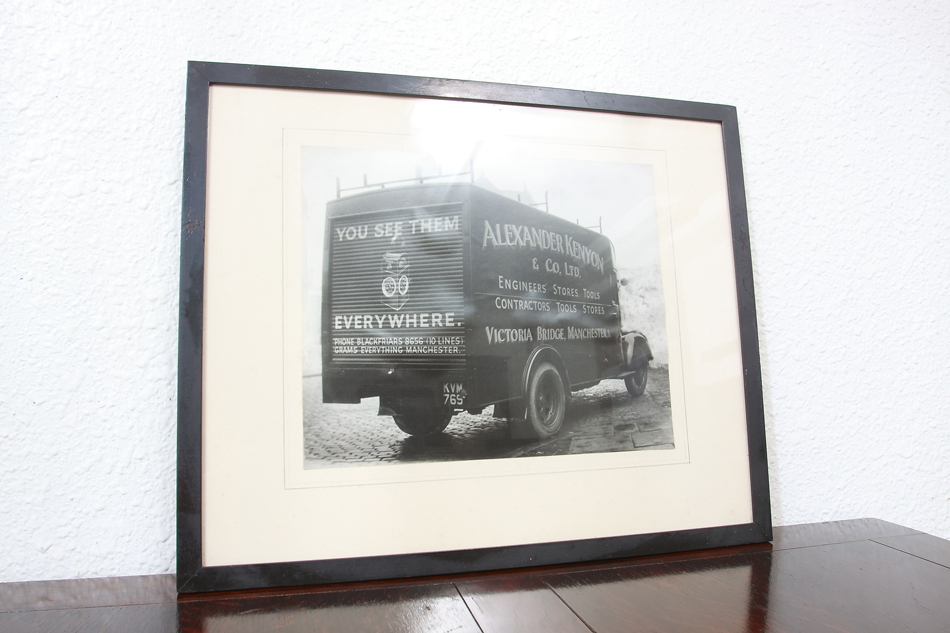 YOU SEE THEM
EVERYWHERE.
PHONE BLACKFRIARS 8656 (10 LINES)
GRAMS EVERYTHING MANCHESTER.
KVM
769
ALEXANDER KENYON
& CO. LTD.
ENGINEERS STORES TOOLS
CONTRACTORS TOOLS STORES
VICTORIA BRIDGE, MANCHESTER.